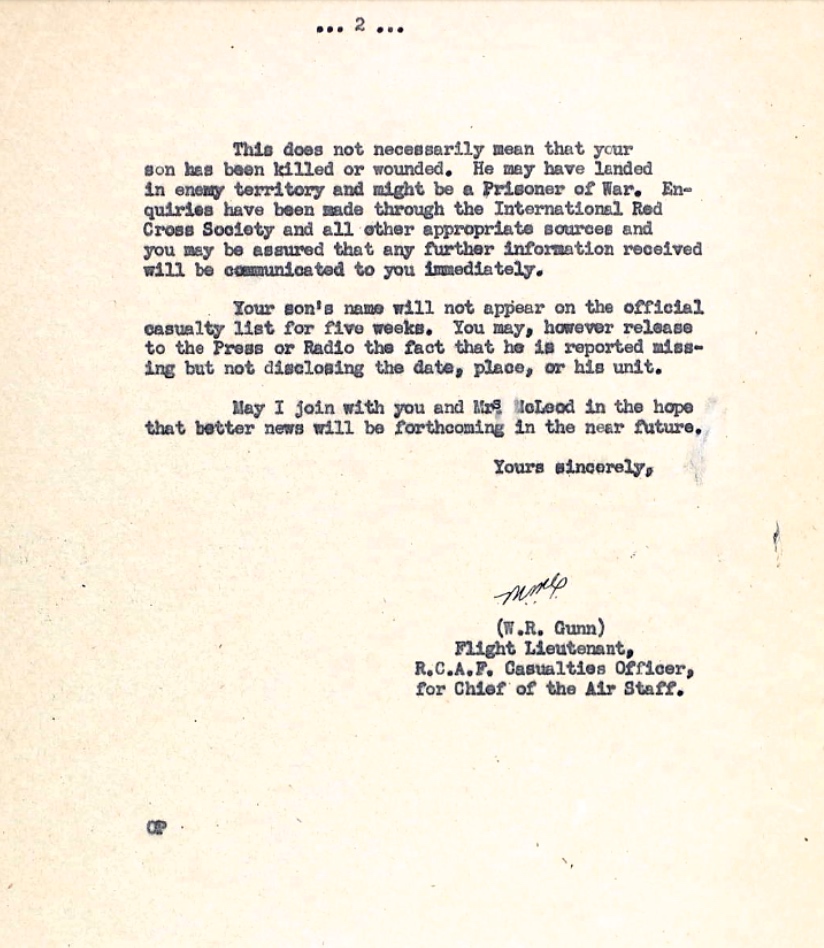 ... 2 ...
This does not necessarily mean that your
son has been killed or wounded. He may have landed
in enemy territory and might be a Prisoner of War. En-
quiries have been made through the International Red
Cross Society and all other appropriate sources and
you may be assured that any further information received
will be communicated to you immediately.
Your son's name will not appear on the official
casualty list for five weeks. You may, however release
to the Press or Radio the fact that he is reported miss-
ing but not disclosing the date, place, or his unit.
May I join with you and Mrs McLeod in the hope
that better news will be forthcoming in the near future.
Yours sincerely,
(W.R. Gunn)
Flight Lieutenant,
R.C.A.F. Casualties Officer,
for Chief of the Air Staff.
OP